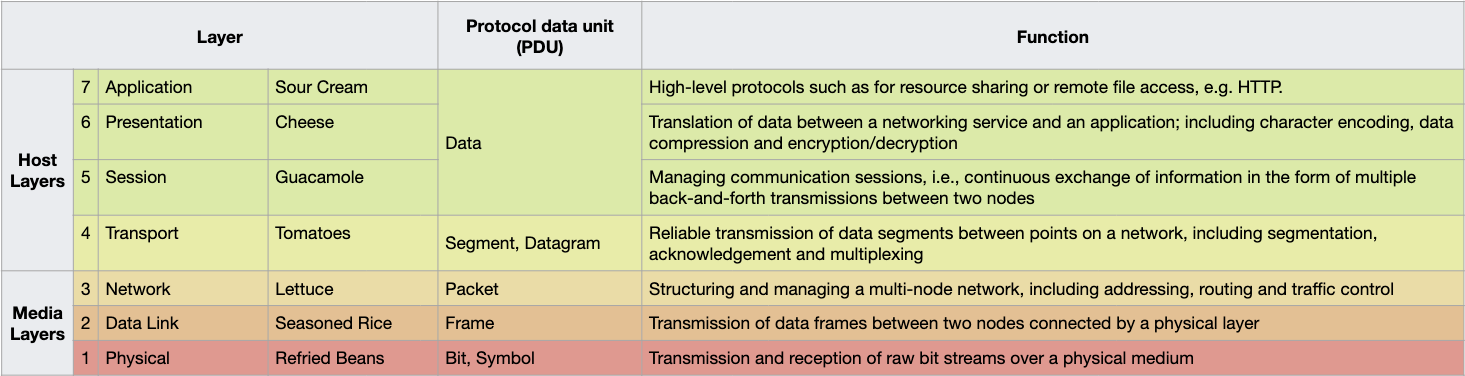 Layer
Protocol data unit
(PDU)
Function
Host
Layers
7 Application Sour Cream
High-level protocols such as for resource sharing or remote file access, e.g. HTTP.
6 Presentation Cheese
Data
Translation of data between a networking service and an application; including character encoding, data
compression and encryption/decryption
5 Session Guacamole
Managing communication sessions, i.e., continuous exchange of information in the form of multiple
back-and-forth transmissions between two nodes
4 Transport Tomatoes
Segment, Datagram
Reliable transmission of data segments between points on a network, including segmentation,
acknowledgement and multiplexing
Media
Layers
3 Network Lettuce Packet Structuring and managing a multi-node network, including addressing, routing and traffic control
2 Data Link Seasoned Rice Frame Transmission of data frames between two nodes connected by a physical layer
1 Physical Refried Beans Bit, Symbol Transmission and reception of raw bit streams over a physical medium